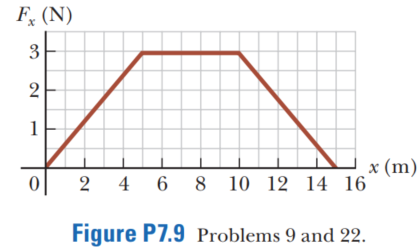 Fₓ (N)
3
2
1
0 2 4 6 8 10 12 14 16 x (m)
Figure P7.9 Problems 9 and 22.